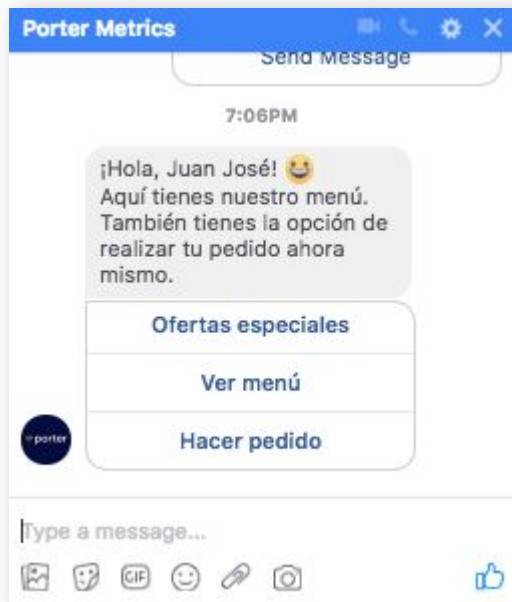 Porter Metrics
Send Message
7:06PM
¡Hola, Juan José! 😃
Aquí tienes nuestro menú.
También tienes la opción de
realizar tu pedido ahora
mismo.
Ofertas especiales
Ver menú
Hacer pedido
porter
Type a message...
GIF